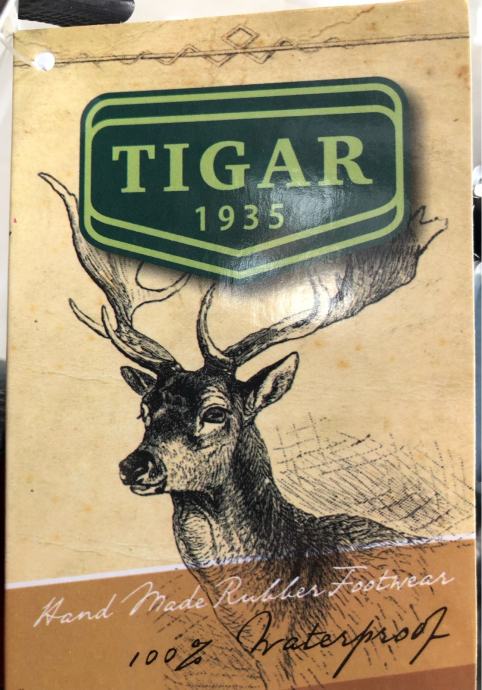 TIGAR
1935
Hand Made Rubber Footwear
100% Waterproof